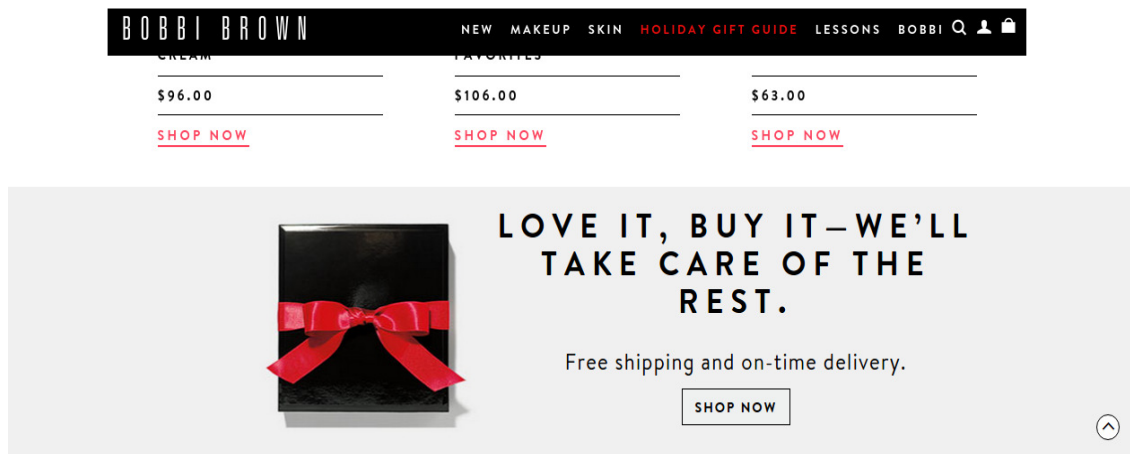 BOBBI BROWN
NEW MAKEUP SKIN HOLIDAY GIFT GUIDE LESSONS BOBBI
CREAM FAVORITES
$96.00 $106.00 $63.00
SHOP NOW SHOP NOW SHOP NOW
LOVE IT, BUY IT—WE’LL
TAKE CARE OF THE
REST.
Free shipping and on-time delivery.
SHOP NOW